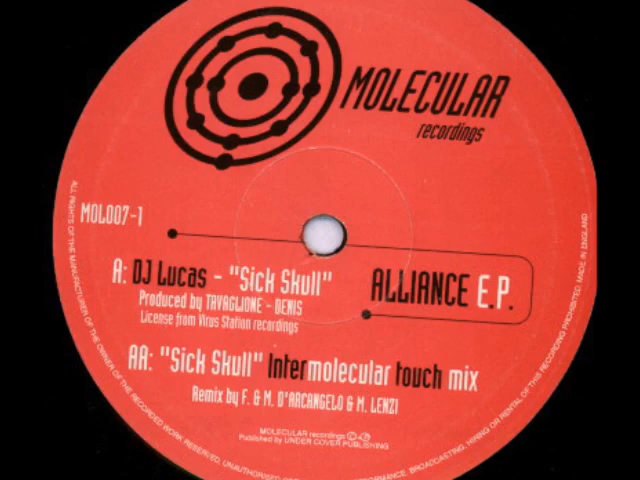 MOLECULAR
recordings
MOL007-1
A: DJ Lucas - "Sick Skull"
Produced by TAVAGLIONE - DENIS
License from Virus Station recordings
ALLIANCE E.P.
AA: "Sick Skull" Intermolecular touch mix
Remix by F. & M. D'ARCANGELO & M. LENZI
MOLECULAR recordings
Published by UNDER COVER PUBLISHING
ALL RIGHTS OF THE MANUFACTURER OF THE OWNER OF THE RECORDED WORK RESERVED. UNAUTHORISED PERFORMANCE, BROADCASTING, HIRING OR RENTAL OF THIS RECORDING PROHIBITED. MADE IN ENGLAND